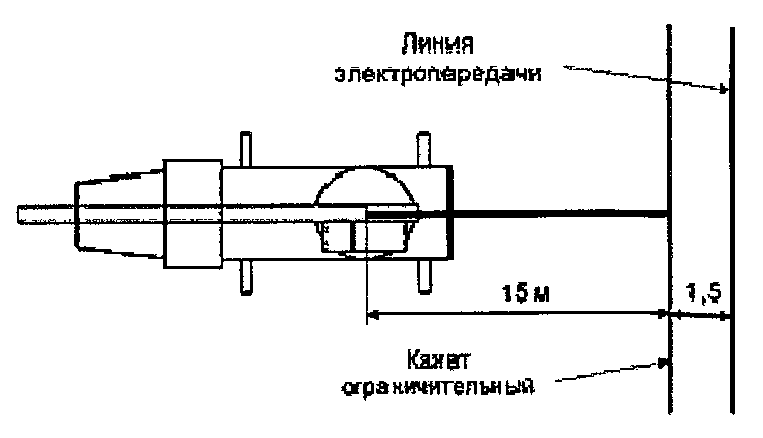 Линия
электропередачи
15 м
1,5
Канат
ограничительный